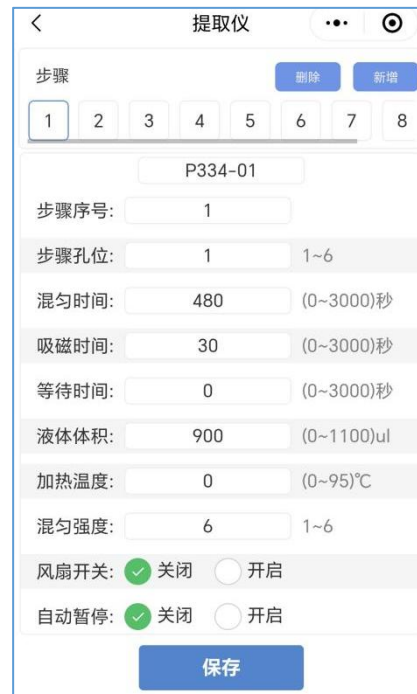 提取仪
步骤 删除 新增
1 2 3 4 5 6 7 8
P334-01
步骤序号: 1
步骤孔位: 1 1~6
混匀时间: 480 (0~3000)秒
吸磁时间: 30 (0~3000)秒
等待时间: 0 (0~3000)秒
液体体积: 900 (0~1100)ul
加热温度: 0 (0~95)℃
混匀强度: 6 1~6
风扇开关: 关闭 开启
自动暂停: 关闭 开启
保存